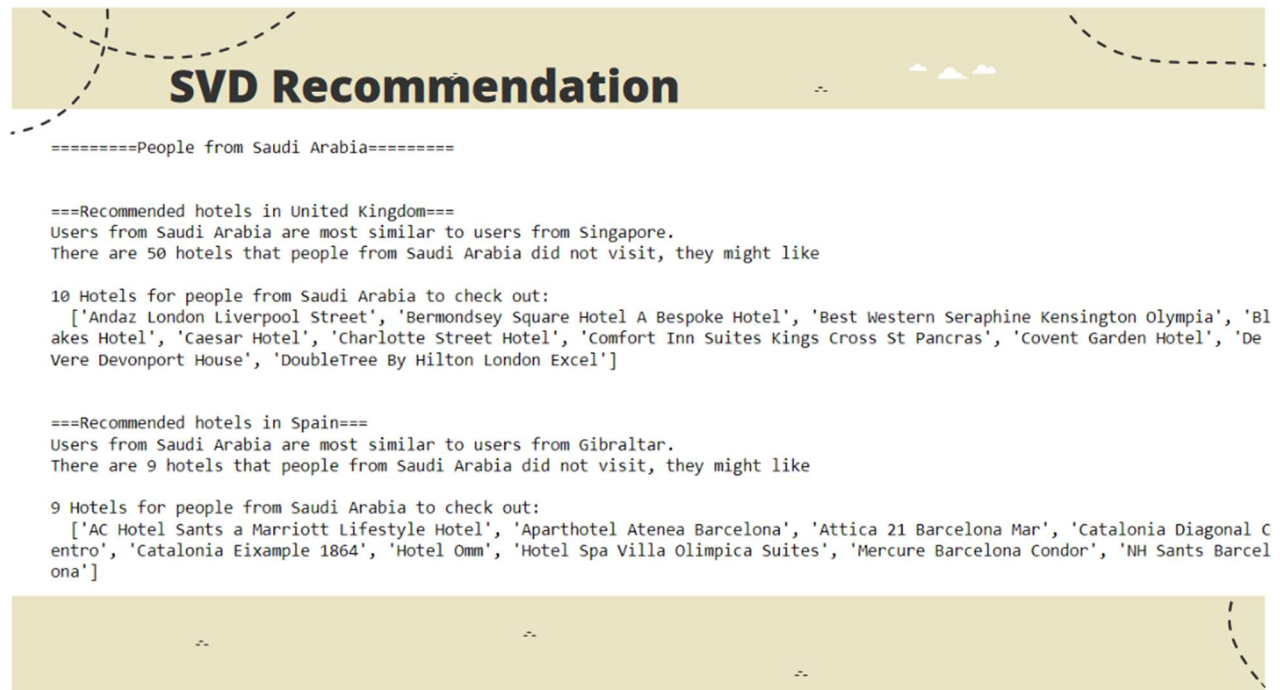 SVD Recommendation
=========People from Saudi Arabia=========
===Recommended hotels in United Kingdom===
Users from Saudi Arabia are most similar to users from Singapore.
There are 50 hotels that people from Saudi Arabia did not visit, they might like
10 Hotels for people from Saudi Arabia to check out:
['Andaz London Liverpool Street', 'Bermondsey Square Hotel A Bespoke Hotel', 'Best Western Seraphine Kensington Olympia', 'Bl
akes Hotel', 'Caesar Hotel', 'Charlotte Street Hotel', 'Comfort Inn Suites Kings Cross St Pancras', 'Covent Garden Hotel', 'De
Vere Devonport House', 'DoubleTree By Hilton London Excel']
===Recommended hotels in Spain===
Users from Saudi Arabia are most similar to users from Gibraltar.
There are 9 hotels that people from Saudi Arabia did not visit, they might like
9 Hotels for people from Saudi Arabia to check out:
['AC Hotel Sants a Marriott Lifestyle Hotel', 'Aparthotel Atenea Barcelona', 'Attica 21 Barcelona Mar', 'Catalonia Diagonal C
entro', 'Catalonia Eixample 1864', 'Hotel Omm', 'Hotel Spa Villa Olimpica Suites', 'Mercure Barcelona Condor', 'NH Sants Barcel
ona']